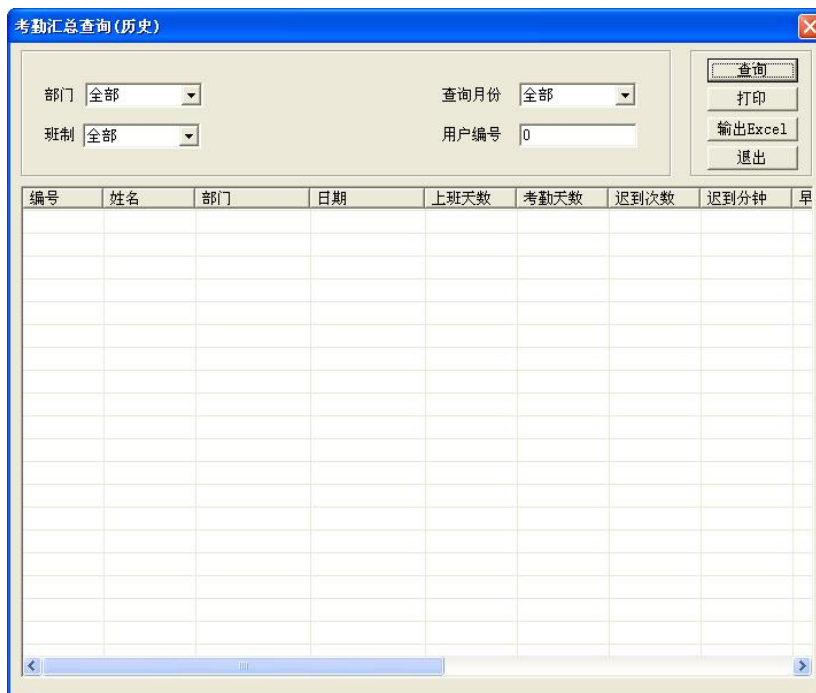 考勤汇总查询(历史)
部门 全部 查询月份 全部 查询
打印
班制 全部 用户编号 0 输出Excel
退出
编号 姓名 部门 日期 上班天数 考勤天数 迟到次数 迟到分钟 早